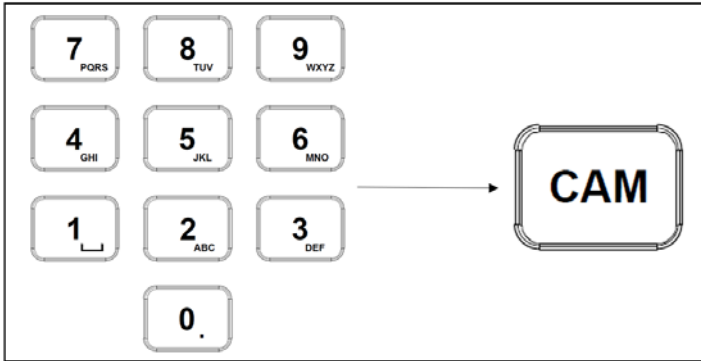 7 PQRS 8 TUV 9 WXYZ
4 GHI 5 JKL 6 MNO
CAM
1 ⎵ 2 ABC 3 DEF
0 .